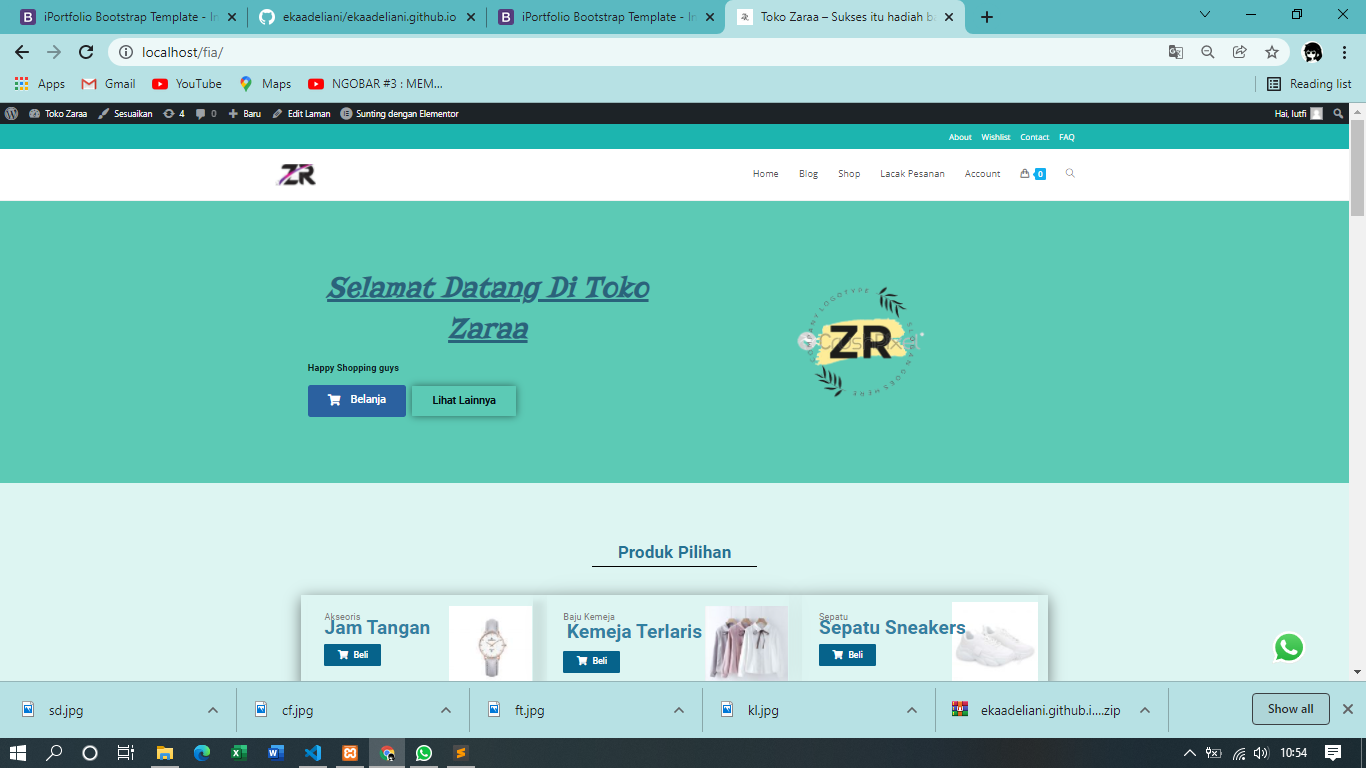 iPortfolio Bootstrap Template - In
ekaadeliani/ekaadeliani.github.io
iPortfolio Bootstrap Template - In
Toko Zaraa – Sukses itu hadiah ba
localhost/fia/
Apps
Gmail
YouTube
Maps
NGOBAR #3 : MEM...
Reading list
Toko Zaraa
Sesuaikan
4
0
Baru
Edit Laman
Sunting dengan Elementor
Hai, lutfi
About
Wishlist
Contact
FAQ
ZR
Home
Blog
Shop
Lacak Pesanan
Account
0
Selamat Datang Di Toko
Zaraa
Happy Shopping guys
Belanja
Lihat Lainnya
ZR
Produk Pilihan
Akseoris
Jam Tangan
Beli
Baju Kemeja
Kemeja Terlaris
Beli
Sepatu
Sepatu Sneakers
Beli
sd.jpg
cf.jpg
ft.jpg
kl.jpg
ekaadeliani.github.i....zip
Show all
10:54